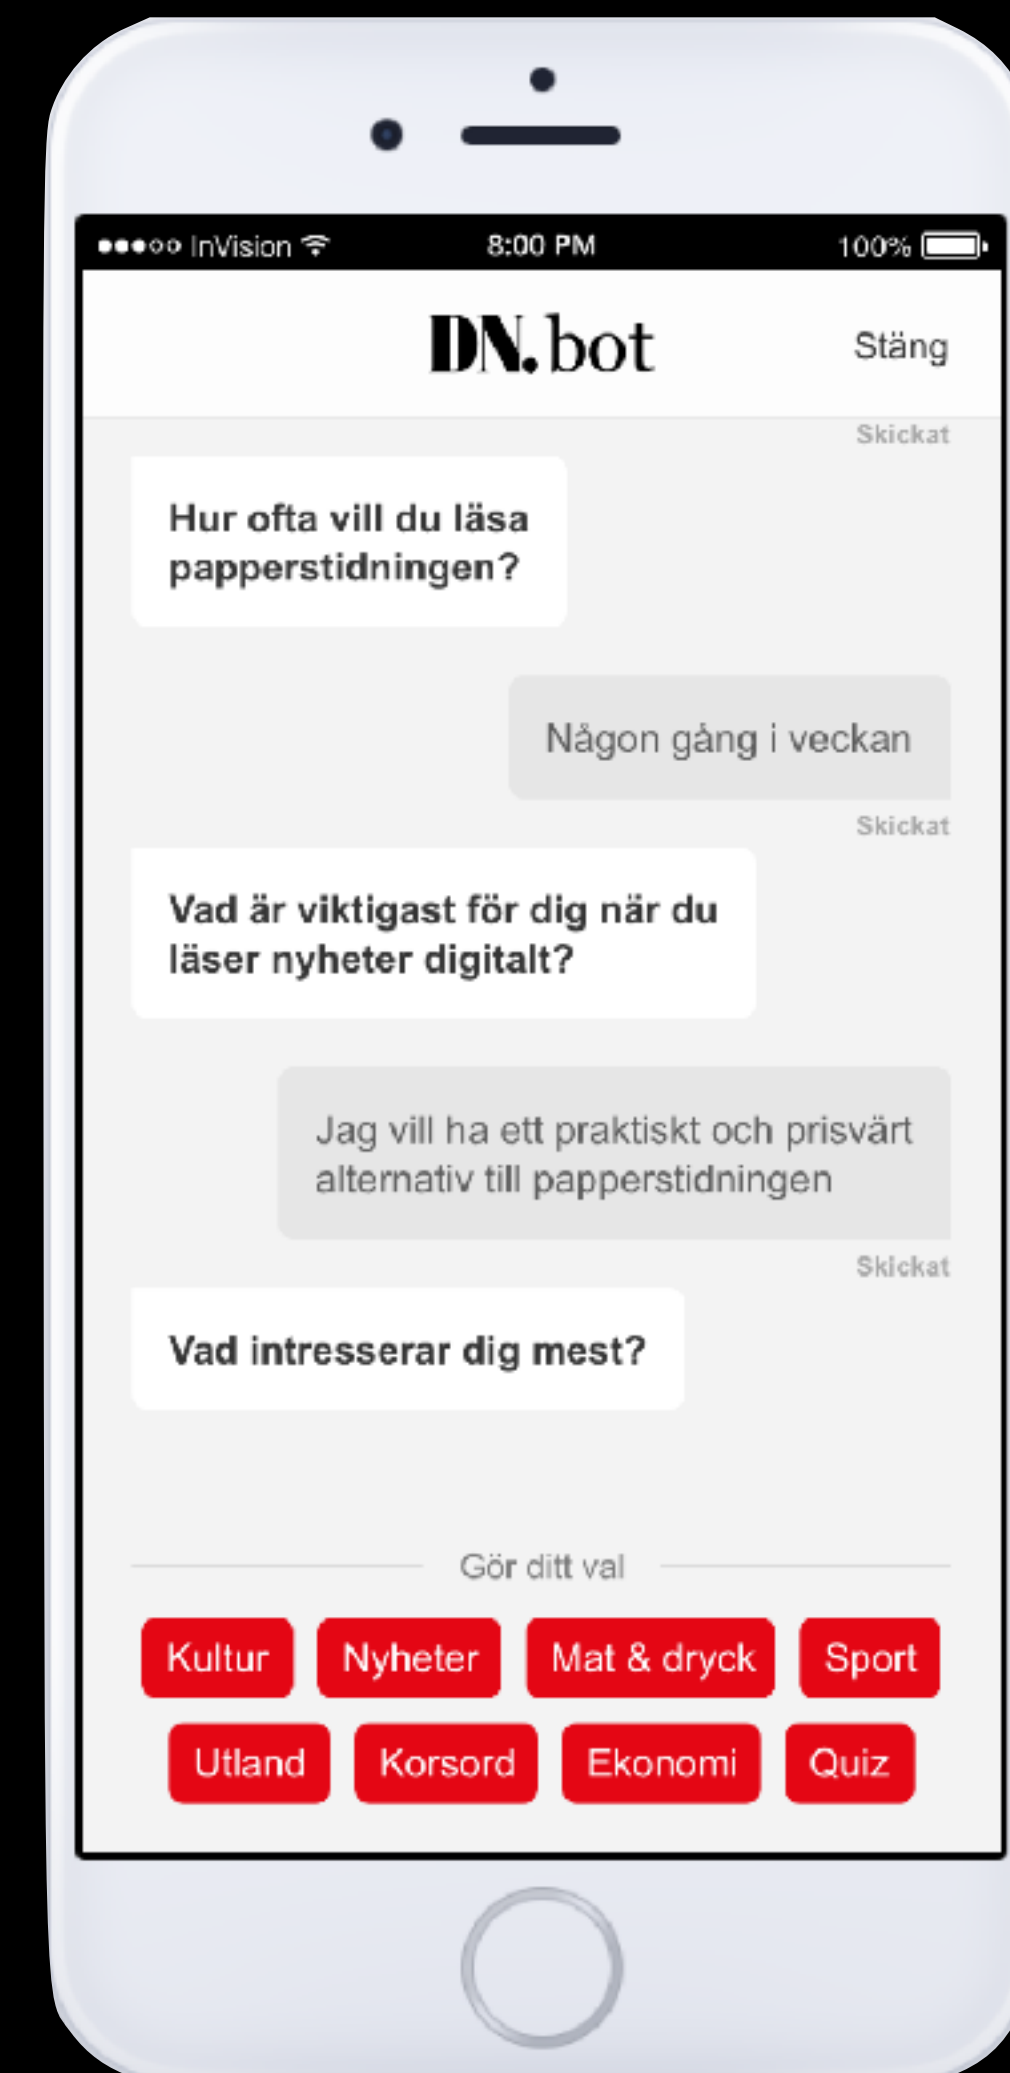 InVision 8:00 PM 100%
DN.bot Stäng
Skickat
Hur ofta vill du läsa
papperstidningen?
Någon gång i veckan
Skickat
Vad är viktigast för dig när du
läser nyheter digitalt?
Jag vill ha ett praktiskt och prisvärt
alternativ till papperstidningen
Skickat
Vad intresserar dig mest?
Gör ditt val
Kultur Nyheter Mat & dryck Sport
Utland Korsord Ekonomi Quiz